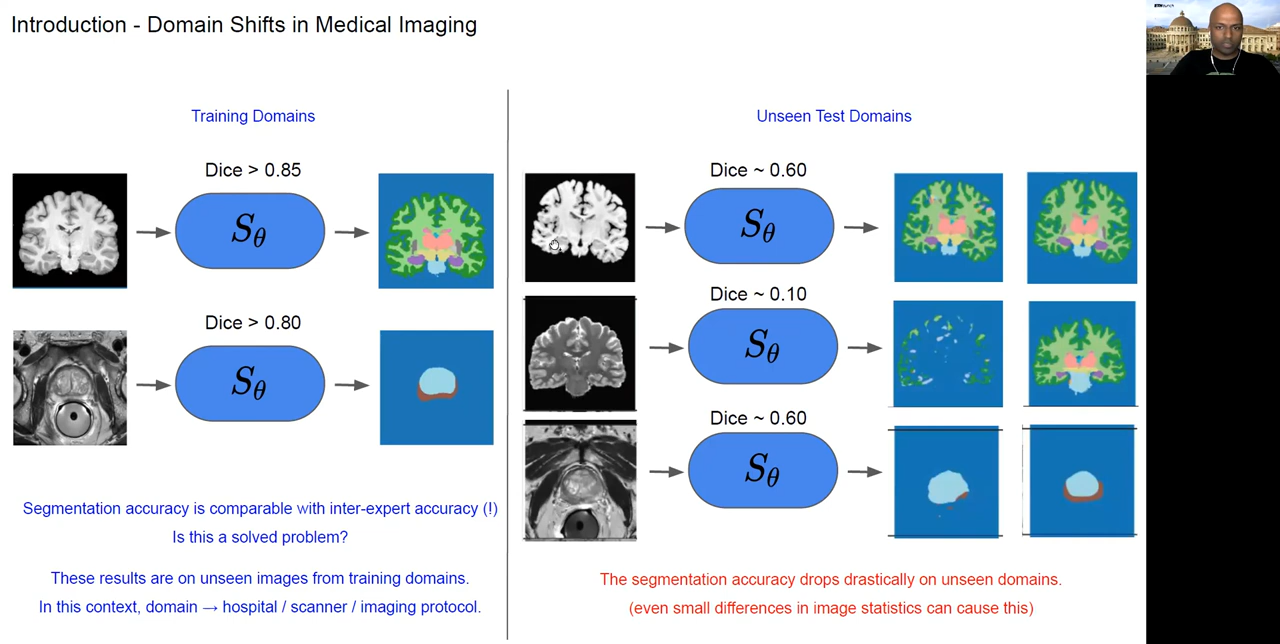 Introduction - Domain Shifts in Medical Imaging
Training Domains
Dice > 0.85
Sθ
Dice > 0.80
Sθ
Segmentation accuracy is comparable with inter-expert accuracy (!)
Is this a solved problem?
These results are on unseen images from training domains.
In this context, domain → hospital / scanner / imaging protocol.
Unseen Test Domains
Dice ~ 0.60
Sθ
Dice ~ 0.10
Sθ
Dice ~ 0.60
Sθ
The segmentation accuracy drops drastically on unseen domains.
(even small differences in image statistics can cause this)